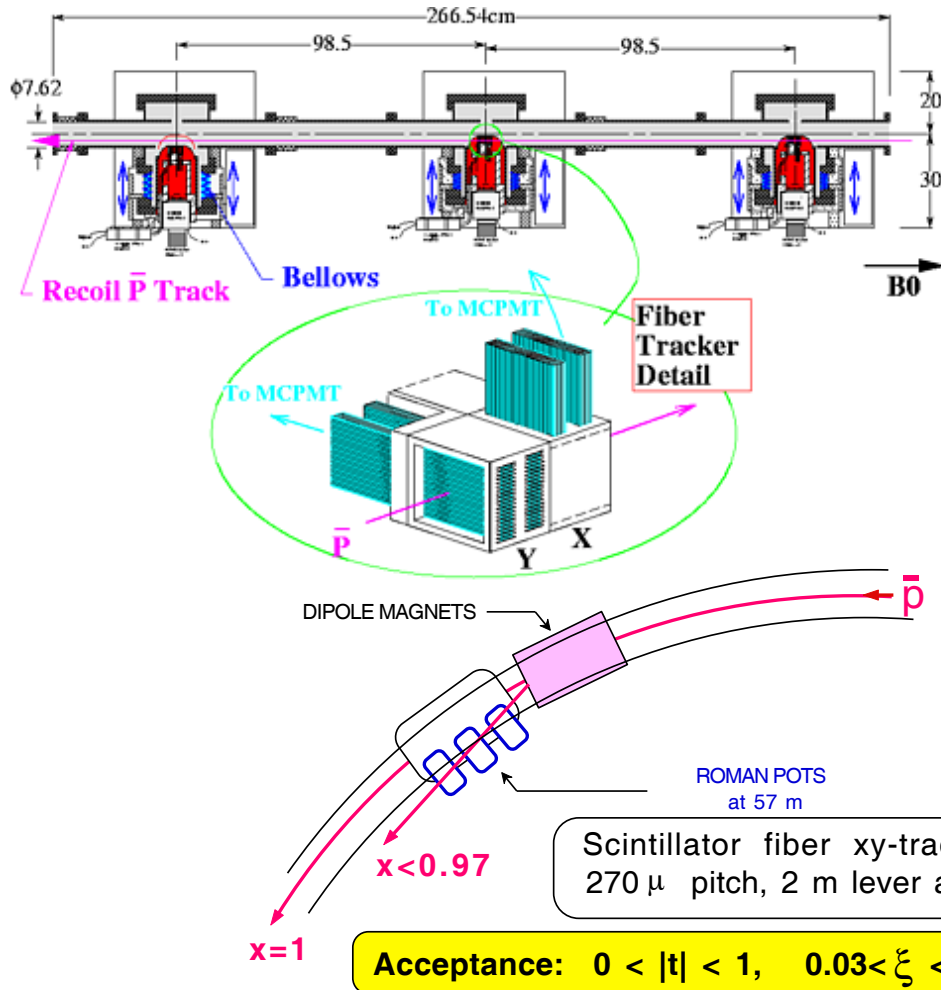 266.54cm
98.5
98.5
φ7.62
20
30
Recoil P̅ Track
Bellows
B0
To MCPMT
Fiber
Tracker
Detail
To MCPMT
P̅
Y
X
DIPOLE MAGNETS
p̅
ROMAN POTS
at 57 m
x<0.97
x=1
Scintillator fiber xy-trac
270 μ pitch, 2 m lever a
Acceptance: 0 < |t| < 1, 0.03< ξ <